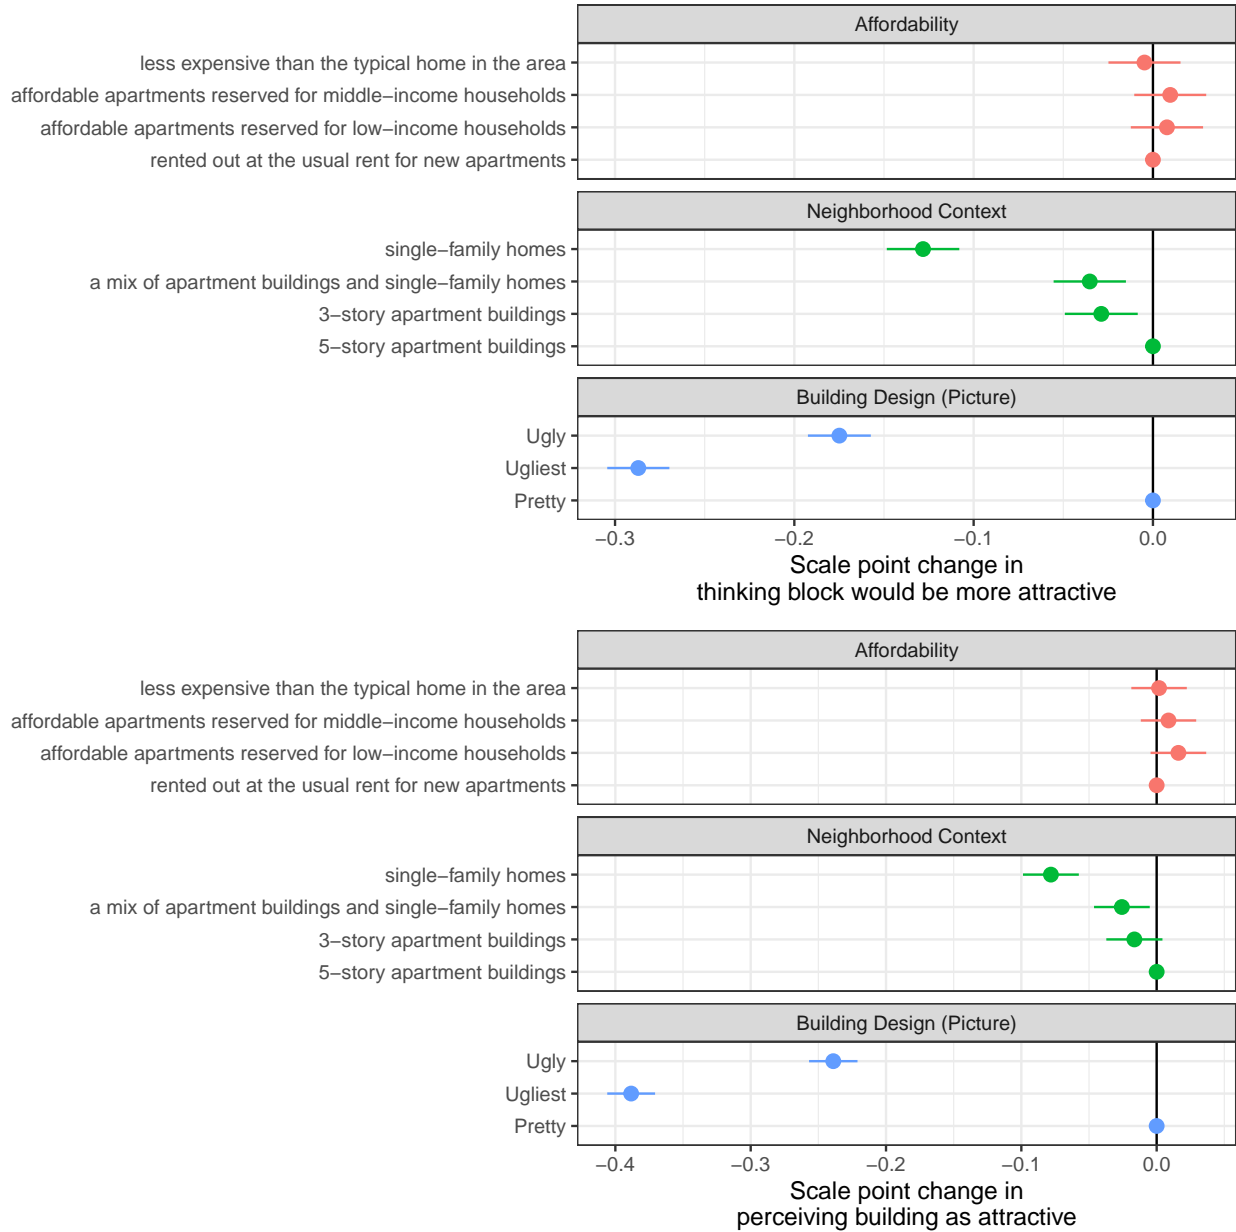 Affordability
less expensive than the typical home in the area
affordable apartments reserved for middle−income households
affordable apartments reserved for low−income households
rented out at the usual rent for new apartments
Neighborhood Context
single−family homes
a mix of apartment buildings and single−family homes
3−story apartment buildings
5−story apartment buildings
Building Design (Picture)
Ugly
Ugliest
Pretty
−0.3 −0.2 −0.1 0.0
Scale point change in
thinking block would be more attractive
Affordability
less expensive than the typical home in the area
affordable apartments reserved for middle−income households
affordable apartments reserved for low−income households
rented out at the usual rent for new apartments
Neighborhood Context
single−family homes
a mix of apartment buildings and single−family homes
3−story apartment buildings
5−story apartment buildings
Building Design (Picture)
Ugly
Ugliest
Pretty
−0.4 −0.3 −0.2 −0.1 0.0
Scale point change in
perceiving building as attractive